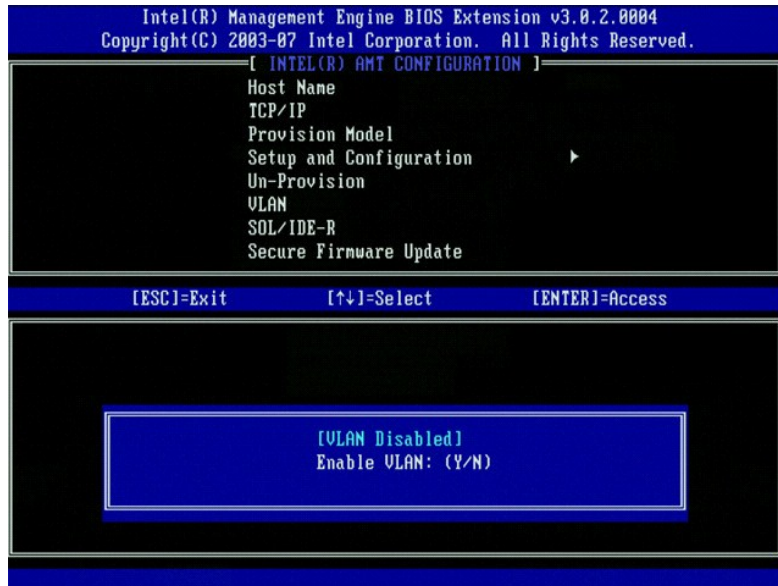 Intel(R) Management Engine BIOS Extension v3.0.2.0004
Copyright(C) 2003-07 Intel Corporation. All Rights Reserved.
[ INTEL(R) AMT CONFIGURATION ]
Host Name
TCP/IP
Provision Model
Setup and Configuration
Un-Provision
VLAN
SOL/IDE-R
Secure Firmware Update
[ESC]=Exit [↑↓]=Select [ENTER]=Access
[VLAN Disabled]
Enable VLAN: (Y/N)